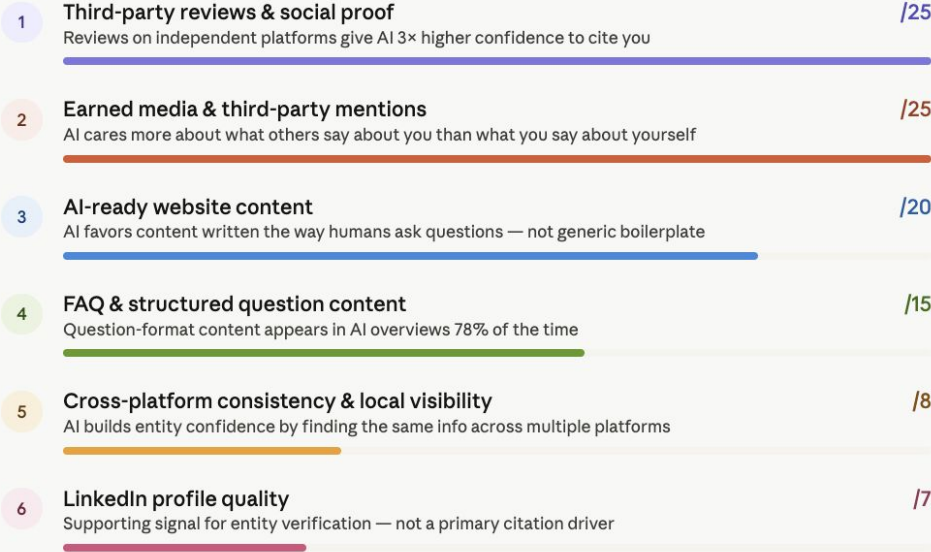 1
Third-party reviews & social proof
/25
Reviews on independent platforms give AI 3× higher confidence to cite you
2
Earned media & third-party mentions
/25
AI cares more about what others say about you than what you say about yourself
3
AI-ready website content
/20
AI favors content written the way humans ask questions — not generic boilerplate
4
FAQ & structured question content
/15
Question-format content appears in AI overviews 78% of the time
5
Cross-platform consistency & local visibility
/8
AI builds entity confidence by finding the same info across multiple platforms
6
LinkedIn profile quality
/7
Supporting signal for entity verification — not a primary citation driver